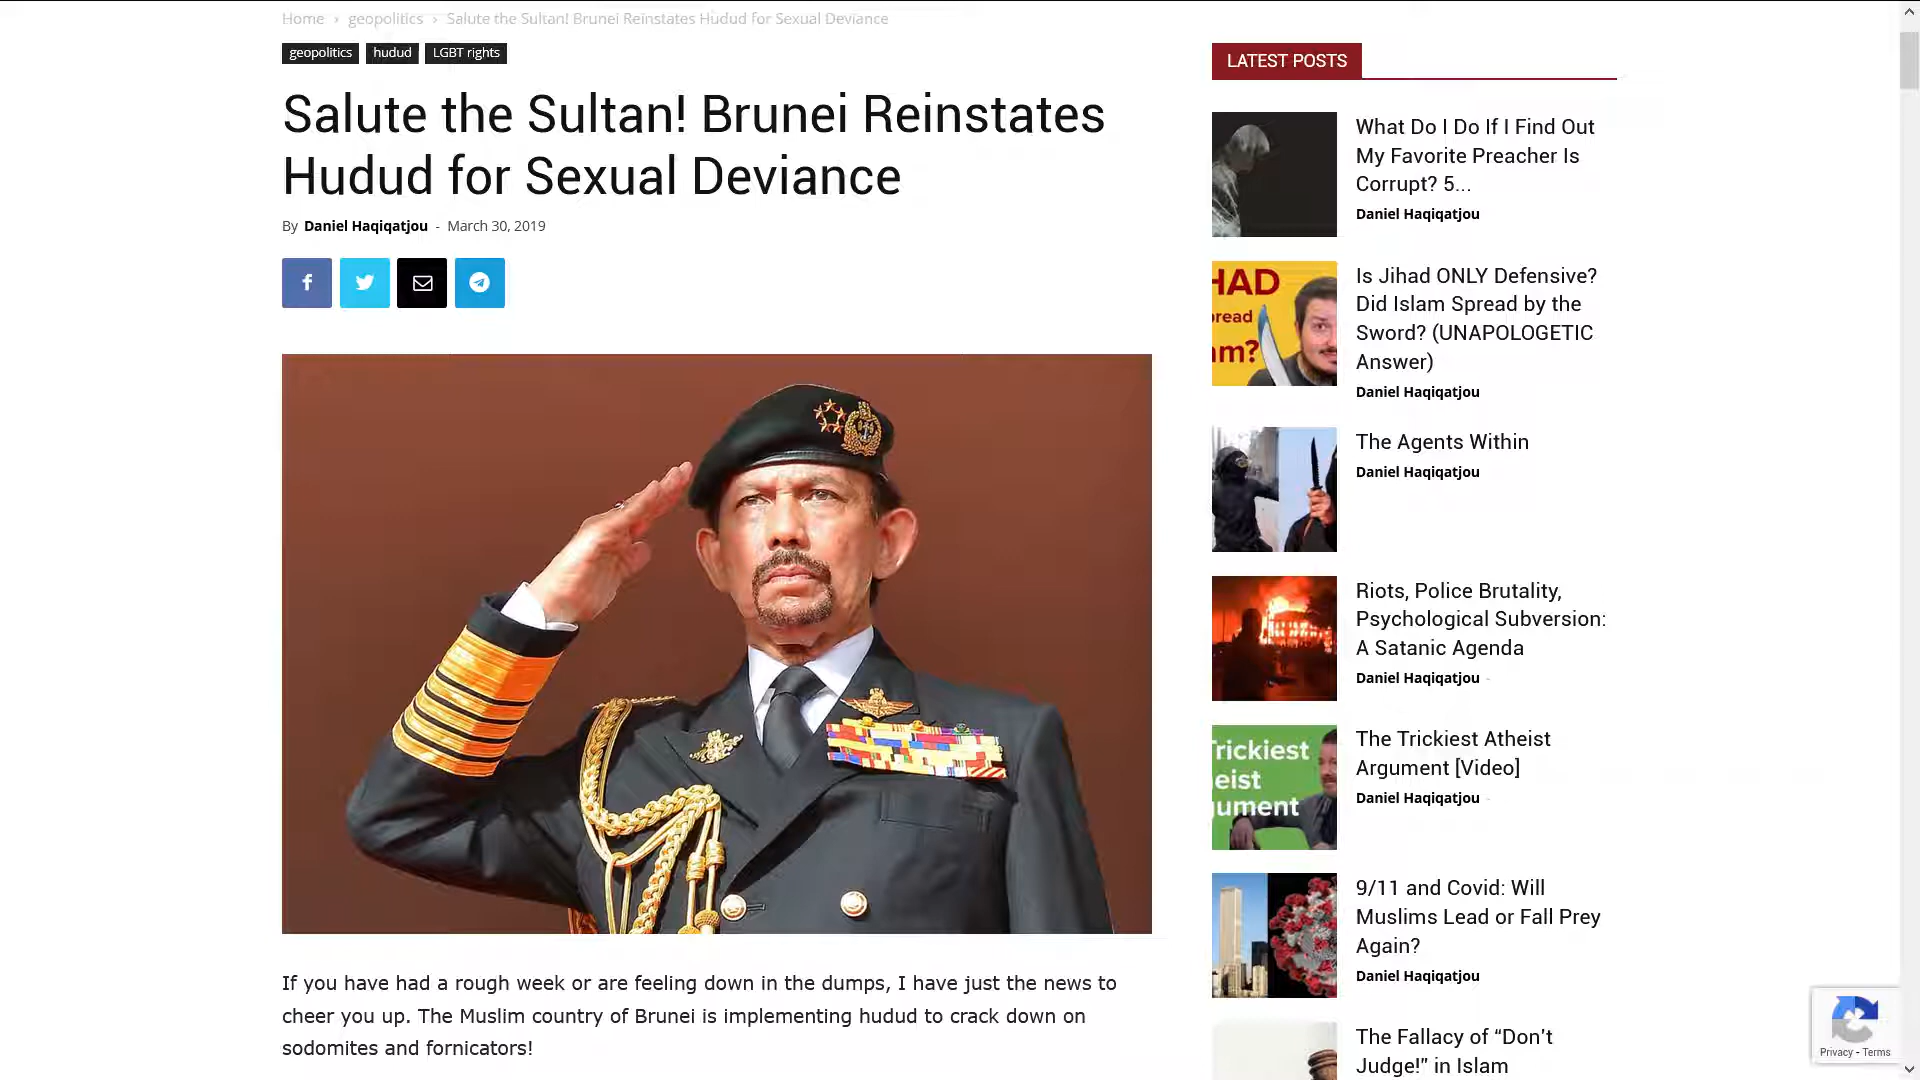 Home › geopolitics › Salute the Sultan! Brunei Reinstates Hudud for Sexual Deviance
geopolitics hudud LGBT rights
Salute the Sultan! Brunei Reinstates
Hudud for Sexual Deviance
By Daniel Haqiqatjou - March 30, 2019
If you have had a rough week or are feeling down in the dumps, I have just the news to
cheer you up. The Muslim country of Brunei is implementing hudud to crack down on
sodomites and fornicators!
LATEST POSTS
What Do I Do If I Find Out
My Favorite Preacher Is
Corrupt? 5...
Daniel Haqiqatjou
HAD
pread
am?
Is Jihad ONLY Defensive?
Did Islam Spread by the
Sword? (UNAPOLOGETIC
Answer)
Daniel Haqiqatjou
The Agents Within
Daniel Haqiqatjou
Riots, Police Brutality,
Psychological Subversion:
A Satanic Agenda
Daniel Haqiqatjou -
Trickiest
eist
gument
The Trickiest Atheist
Argument [Video]
Daniel Haqiqatjou -
9/11 and Covid: Will
Muslims Lead or Fall Prey
Again?
Daniel Haqiqatjou
The Fallacy of “Don’t
Judge!” in Islam
Privacy - Terms